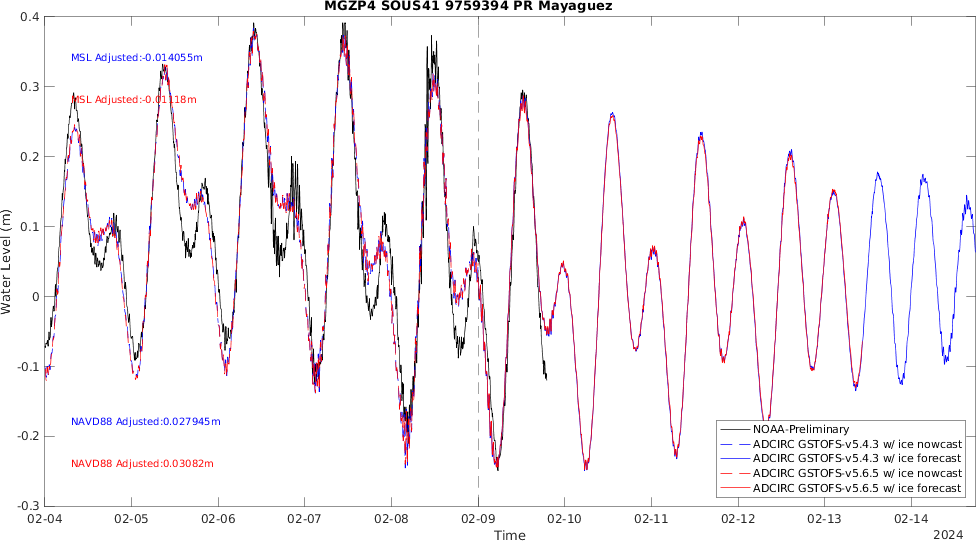 MGZP4 SOUS41 9759394 PR Mayaguez
0.4
0.3
0.2
0.1
0
-0.1
-0.2
-0.3
Water Level (m)
MSL Adjusted:-0.014055m
MSL Adjusted:-0.01118m
NAVD88 Adjusted:0.027945m
NAVD88 Adjusted:0.03082m
NOAA-Preliminary
ADCIRC GSTOFS-v5.4.3 w/ ice nowcast
ADCIRC GSTOFS-v5.4.3 w/ ice forecast
ADCIRC GSTOFS-v5.6.5 w/ ice nowcast
ADCIRC GSTOFS-v5.6.5 w/ ice forecast
02-04 02-05 02-06 02-07 02-08 02-09 02-10 02-11 02-12 02-13 02-14
Time
2024